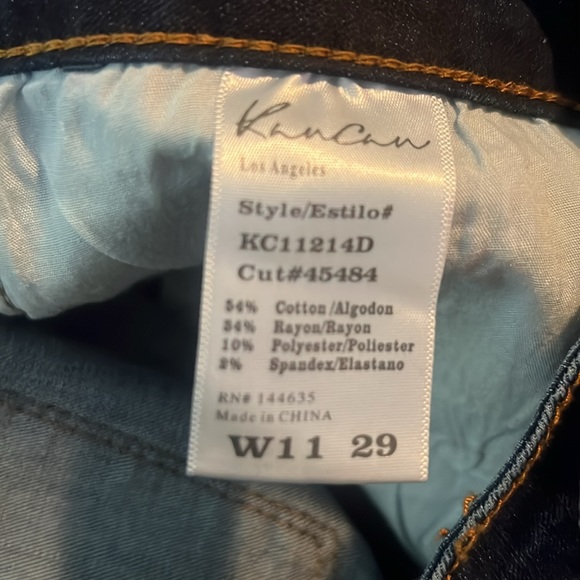 KanCan
Los Angeles
Style/Estilo#
KC11214D
Cut#45484
54% Cotton/Algodon
34% Rayon/Rayon
10% Polyester/Poliester
2% Spandex/Elastano
RN# 144635
Made in CHINA
W11 29